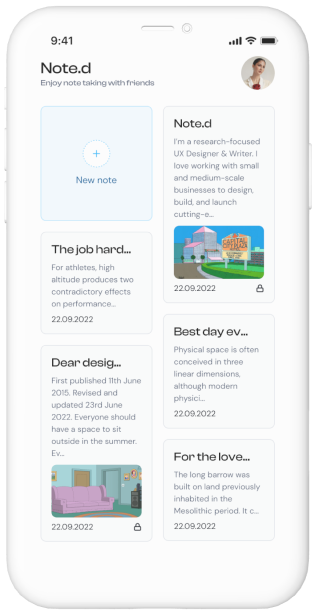 9:41
Note.d
Enjoy note taking with friends
+
New note
The job hard...
For athletes, high
altitude produces two
contradictory effects
on performance...
22.09.2022
Dear desig...
First published 11th June
2015. Revised and
updated 23rd June
2022. Everyone should
have a space to sit
outside in the summer.
Ev...
22.09.2022
Note.d
I'm a research-focused
UX Designer & Writer. I
love working with small
and medium-scale
businesses to design,
build, and launch
cutting-e...
CAPITAL
CITY PLAZA
22.09.2022
Best day ev...
Physical space is often
conceived in three
linear dimensions,
although modern
physici...
22.09.2022
For the love...
The long barrow was
built on land previously
inhabited in the
Mesolithic period. It c...
22.09.2022